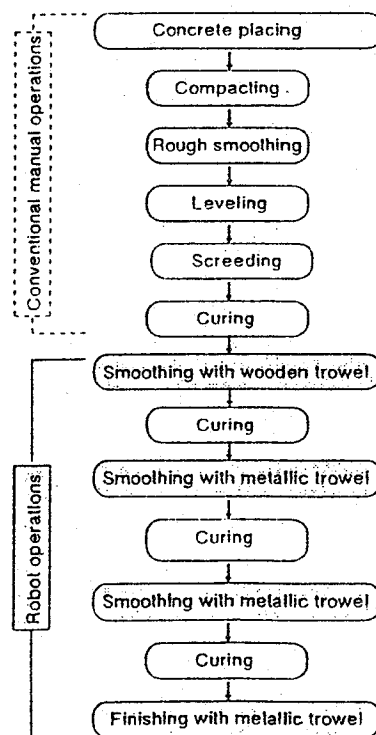 Conventional manual operations
Concrete placing
Compacting
Rough smoothing
Leveling
Screeding
Curing
Robot operations
Smoothing with wooden trowel
Curing
Smoothing with metallic trowel
Curing
Smoothing with metallic trowel
Curing
Finishing with metallic trowel